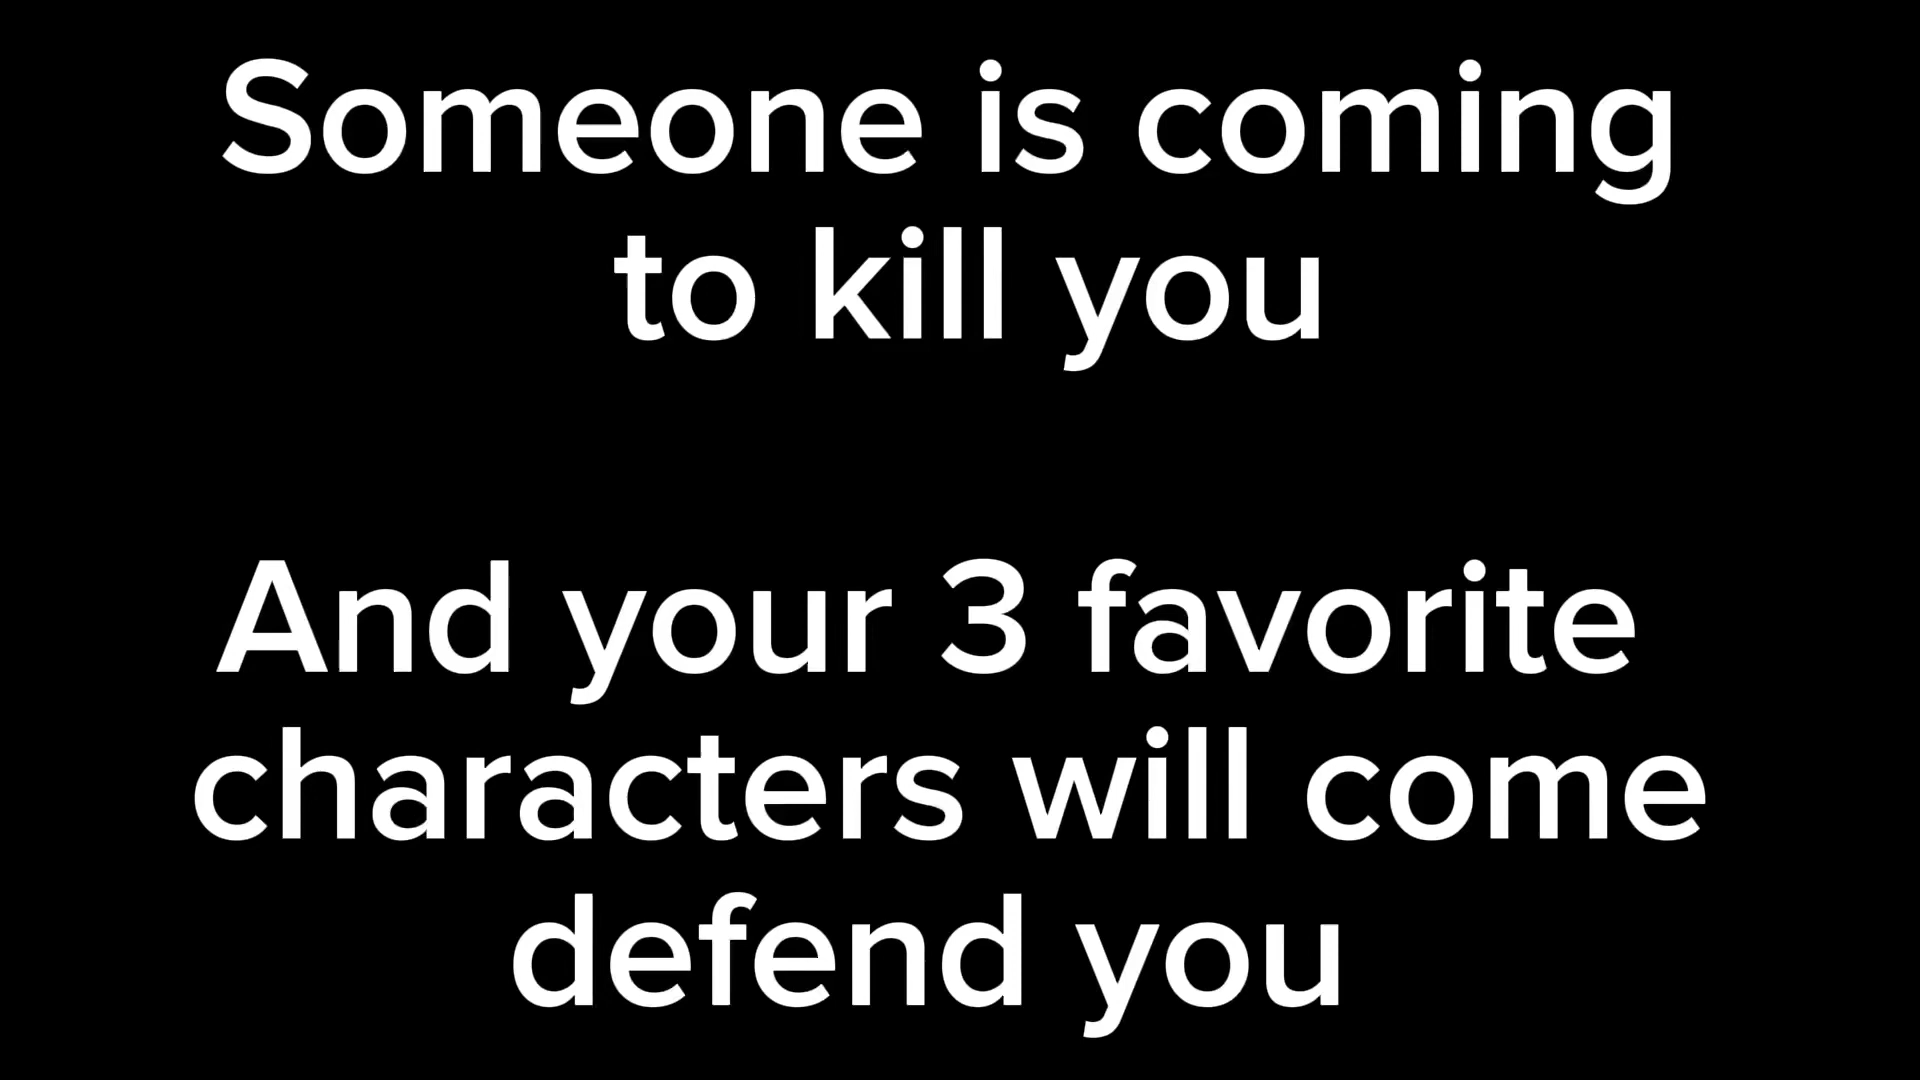 Someone is coming
to kill you
And your 3 favorite
characters will come
defend you